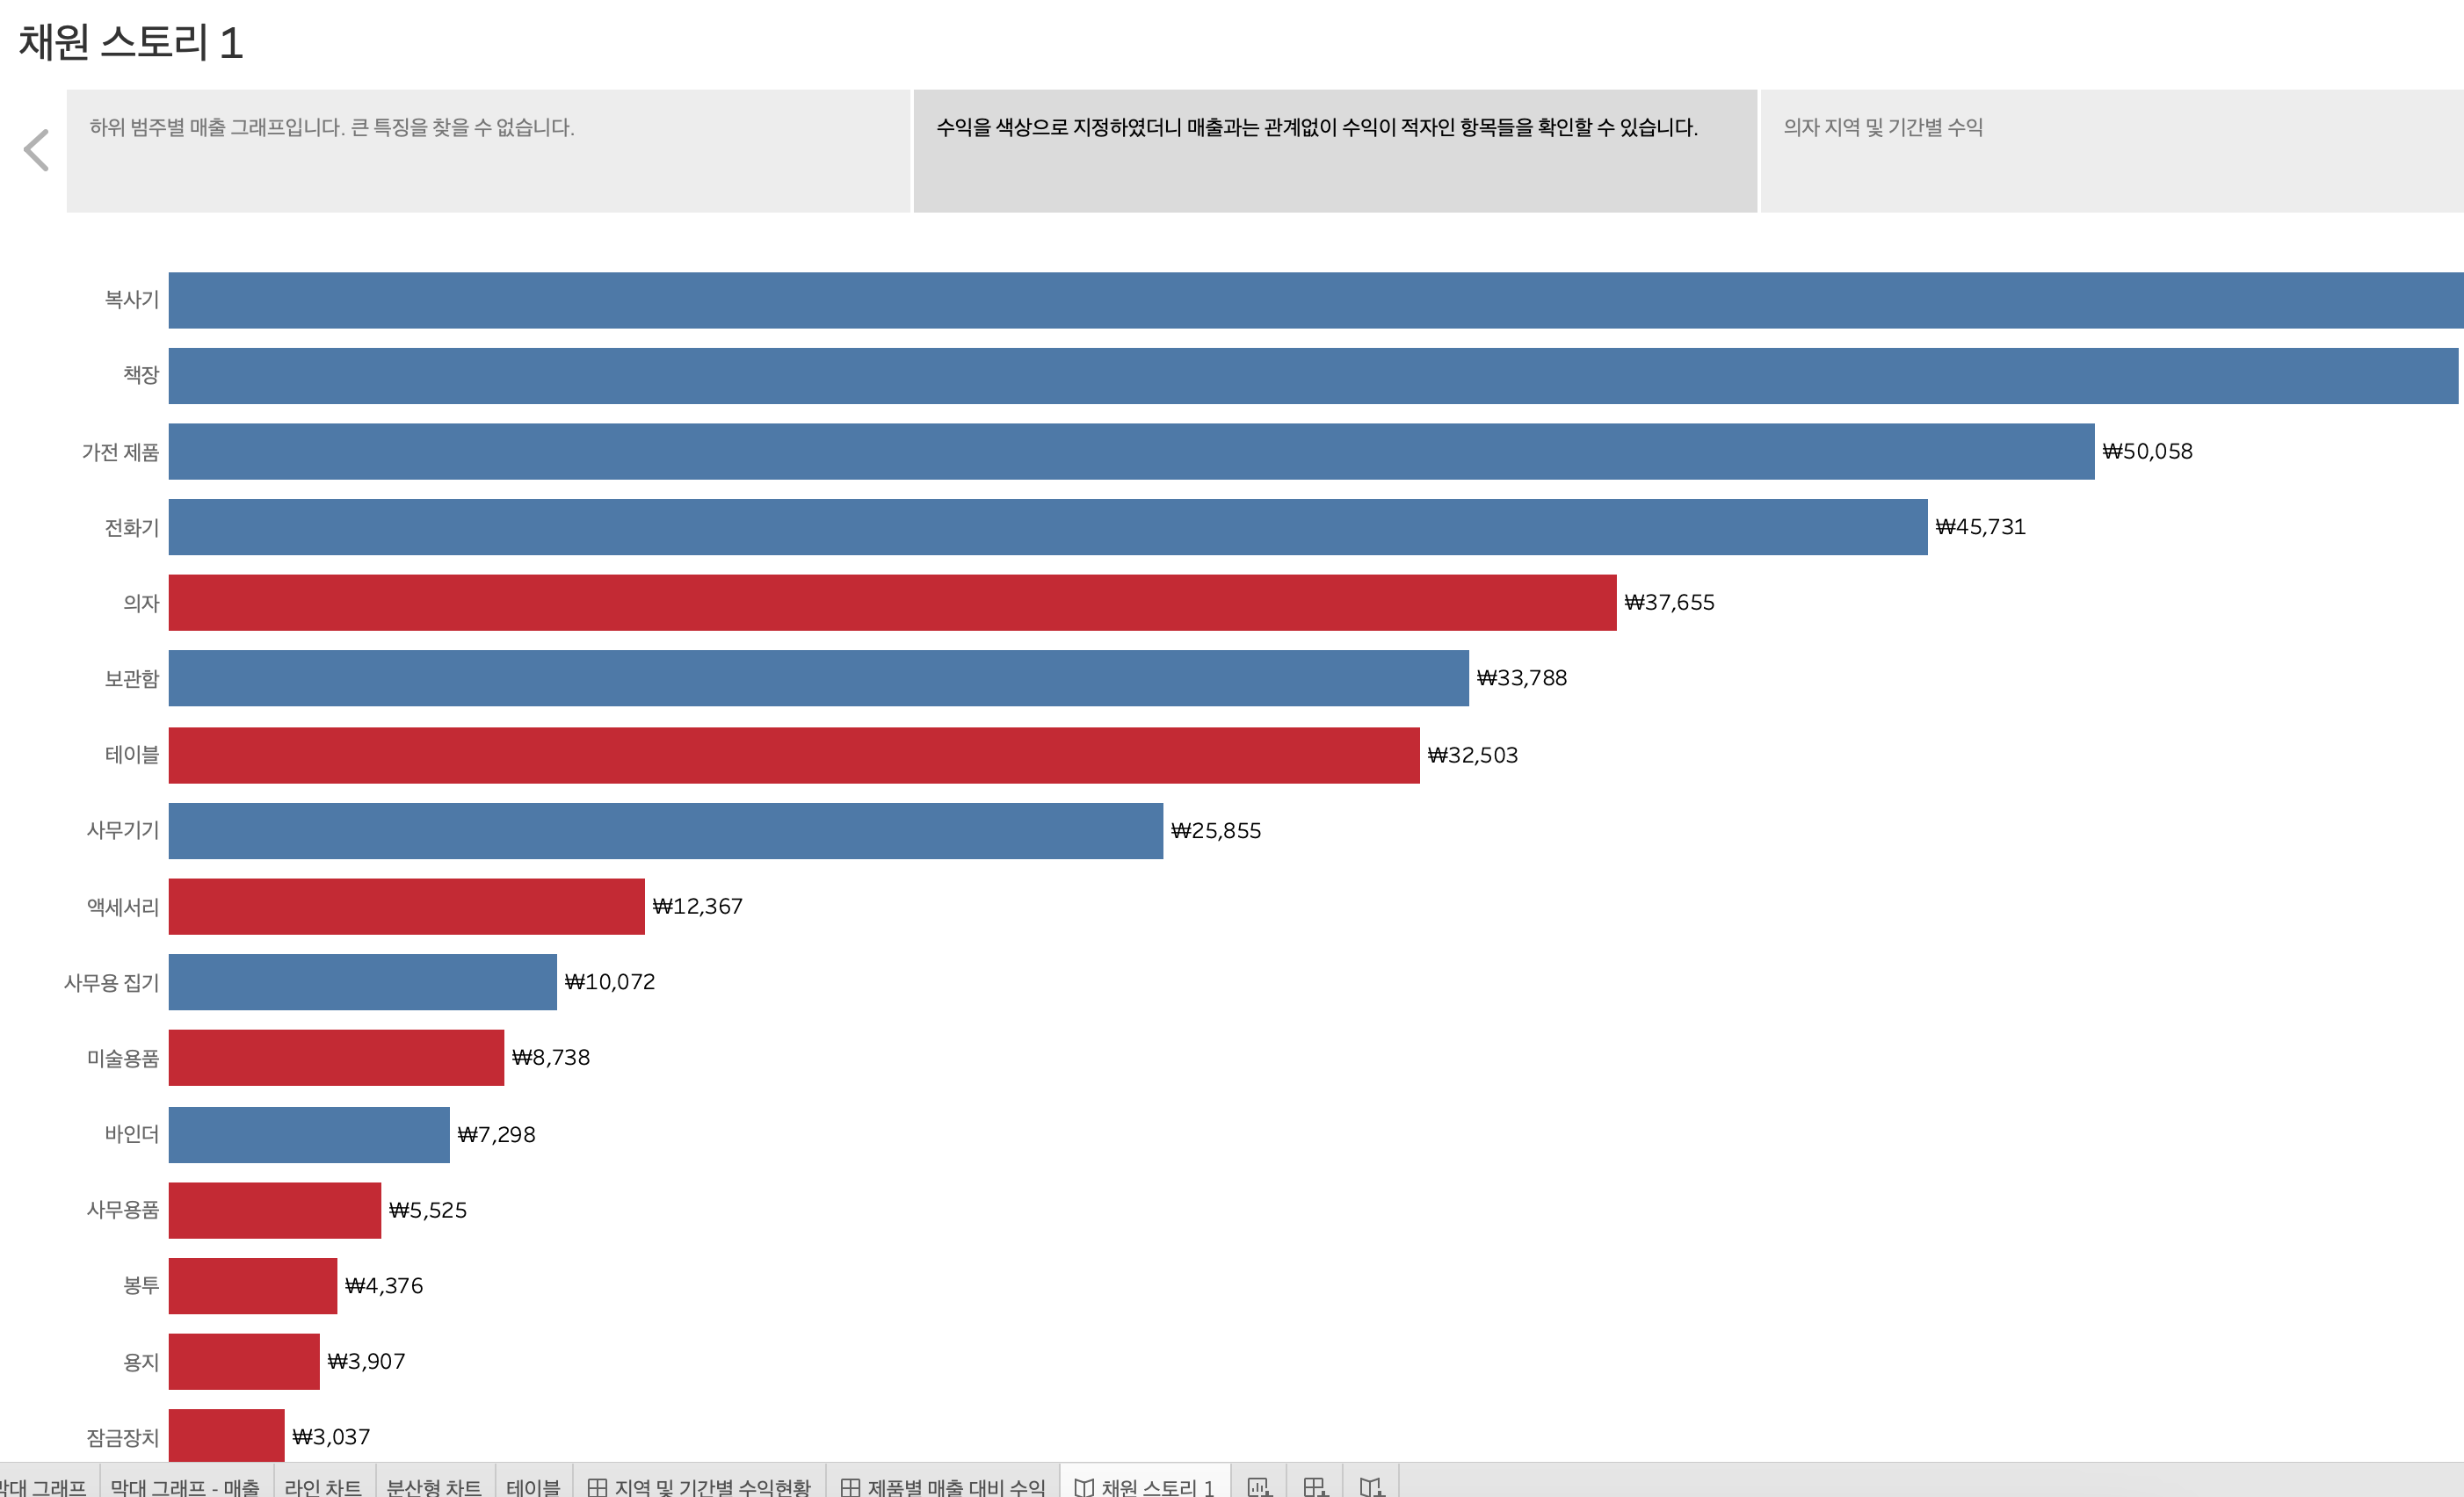 채원 스토리 1
하위 범주별 매출 그래프입니다. 큰 특징을 찾을 수 없습니다.
수익을 색상으로 지정하였더니 매출과는 관계없이 수익이 적자인 항목들을 확인할 수 있습니다.
의자 지역 및 기간별 수익
복사기
책장
가전 제품 ₩50,058
전화기 ₩45,731
의자 ₩37,655
보관함 ₩33,788
테이블 ₩32,503
사무기기 ₩25,855
액세서리 ₩12,367
사무용 집기 ₩10,072
미술용품 ₩8,738
바인더 ₩7,298
사무용품 ₩5,525
봉투 ₩4,376
용지 ₩3,907
잠금장치 ₩3,037
막대 그래프 막대 그래프 - 매출 라인 차트 분산형 차트 테이블 지역 및 기간별 수익현황 제품별 매출 대비 수익 채원 스토리 1